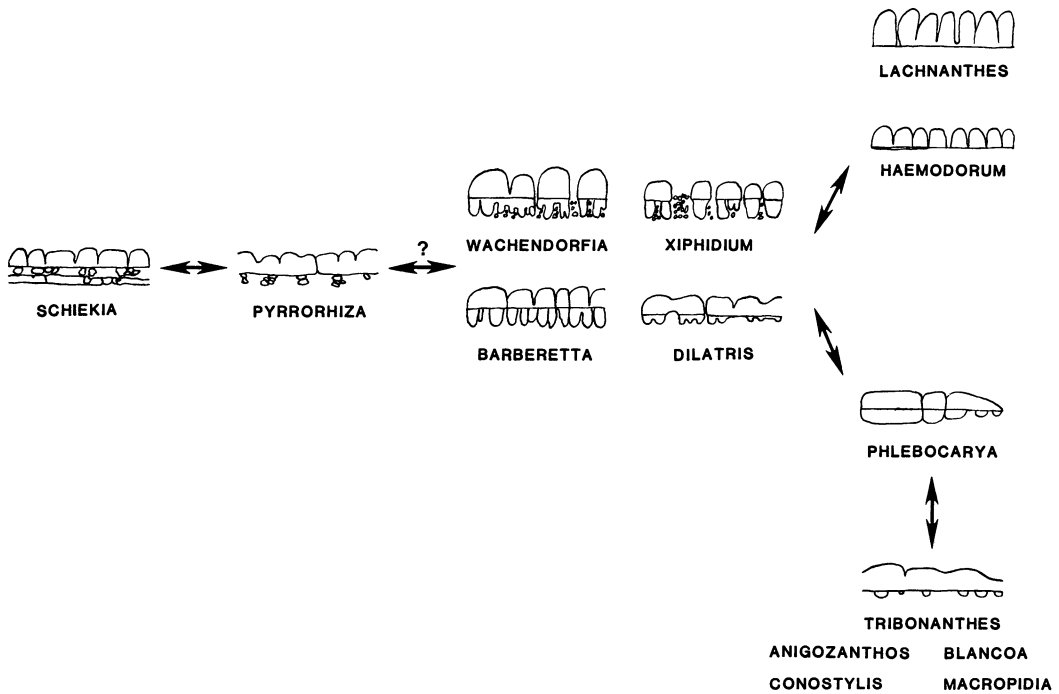 LACHNANTHES
HAEMODORUM
?
WACHENDORFIA
XIPHIDIUM
SCHIEKIA
PYRRORHIZA
BARBERETTA
DILATRIS
PHLEBOCARYA
TRIBONANTHES
ANIGOZANTHOS BLANCOA
CONOSTYLIS MACROPIDIA